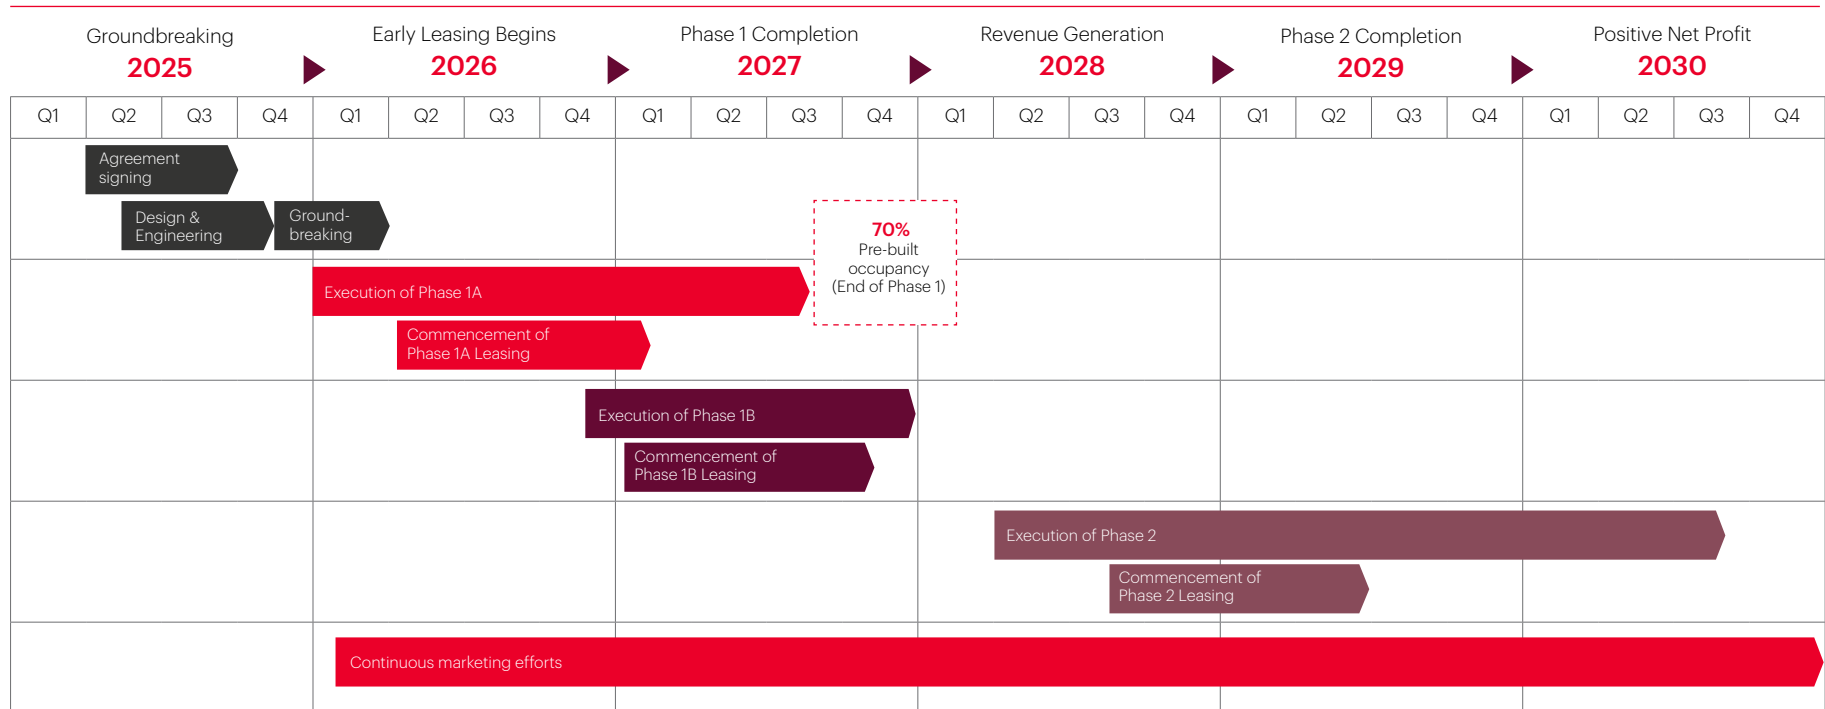 Groundbreaking
2025
Early Leasing Begins
2026
Phase 1 Completion
2027
Revenue Generation
2028
Phase 2 Completion
2029
Positive Net Profit
2030
Q1 Q2 Q3 Q4 Q1 Q2 Q3 Q4 Q1 Q2 Q3 Q4 Q1 Q2 Q3 Q4 Q1 Q2 Q3 Q4 Q1 Q2 Q3 Q4
Agreement
signing
Design &
Engineering
Ground-
breaking
70%
Pre-built
occupancy
(End of Phase 1)
Execution of Phase 1A
Commencement of
Phase 1A Leasing
Execution of Phase 1B
Commencement of
Phase 1B Leasing
Execution of Phase 2
Commencement of
Phase 2 Leasing
Continuous marketing efforts